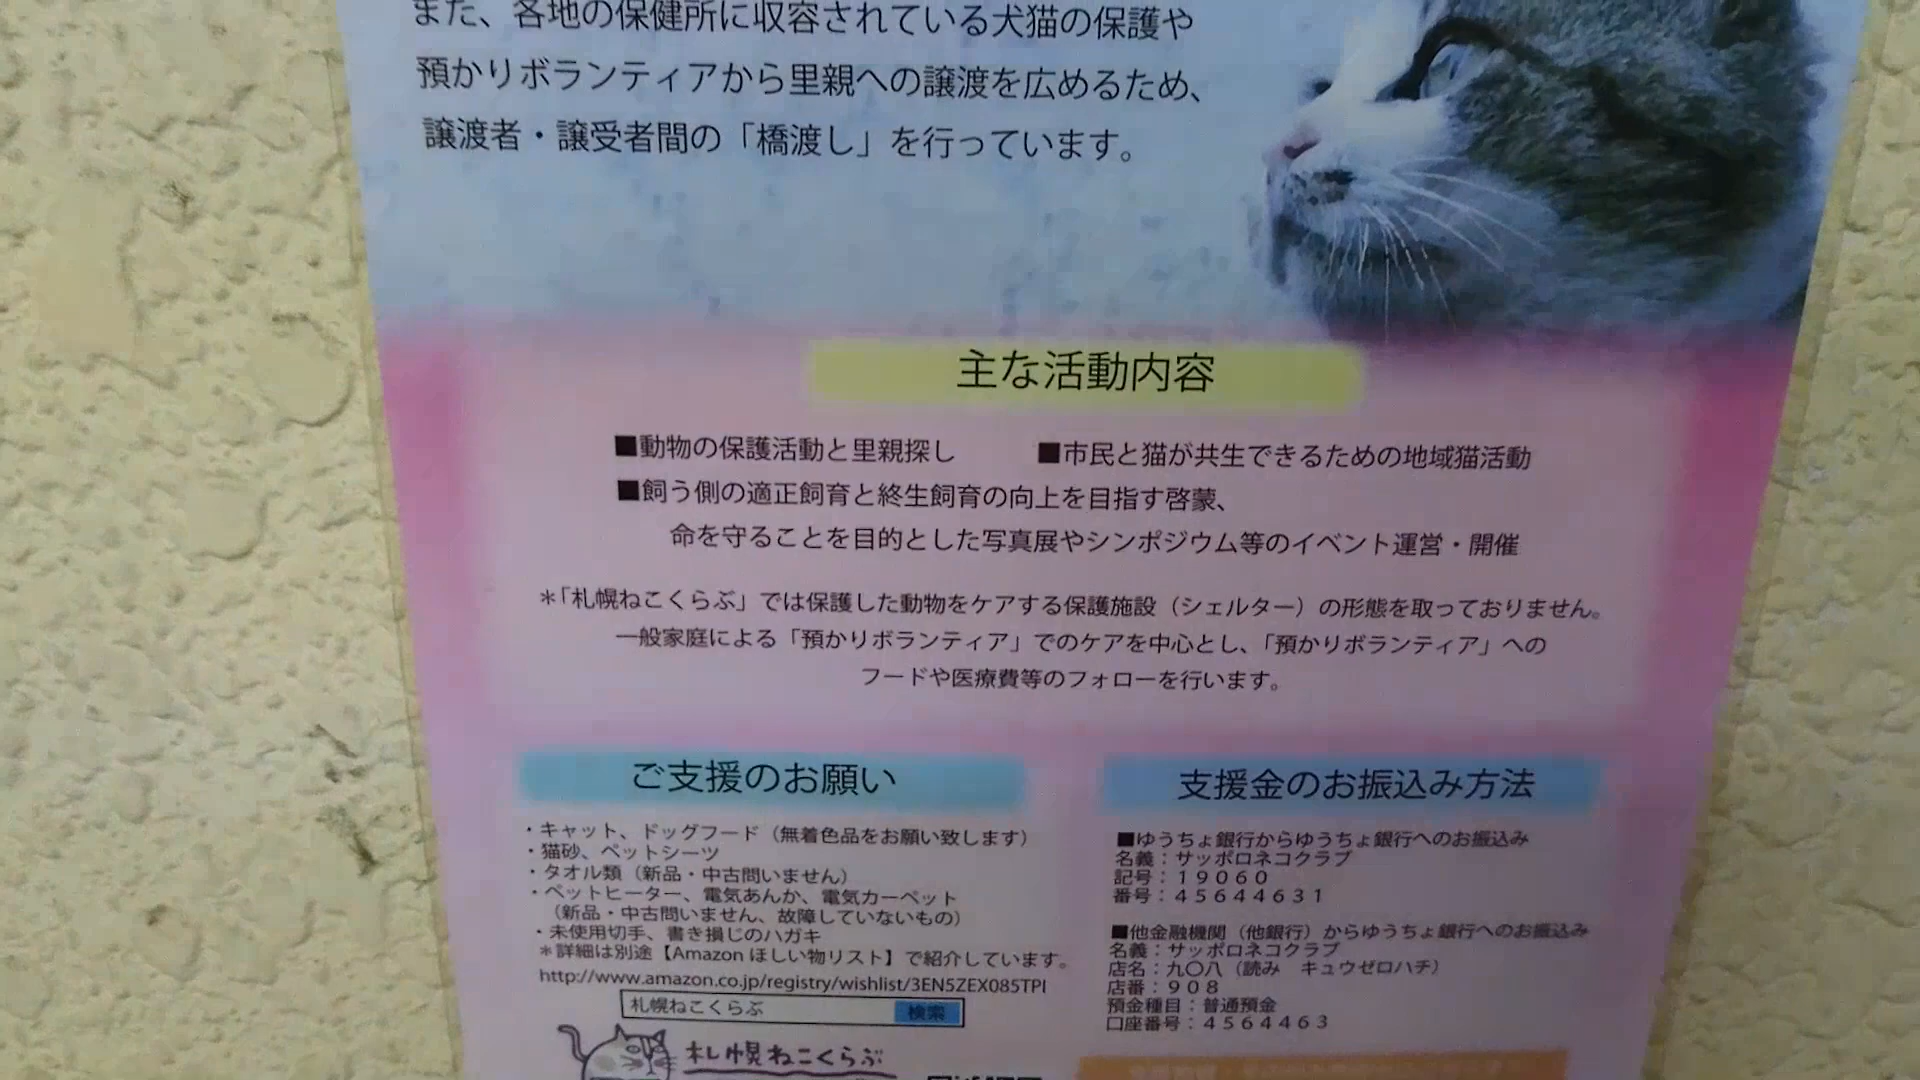 また、各地の保健所に収容されている犬猫の保護や
預かりボランティアから里親への譲渡を広めるため、
譲渡者・譲受者間の「橋渡し」を行っています。
主な活動内容
■動物の保護活動と里親探し ■市民と猫が共生できるための地域猫活動
■飼う側の適正飼育と終生飼育の向上を目指す啓蒙、
命を守ることを目的とした写真展やシンポジウム等のイベント運営・開催
＊「札幌ねこくらぶ」では保護した動物をケアする保護施設（シェルター）の形態を取っておりません。
一般家庭による「預かりボランティア」でのケアを中心とし、「預かりボランティア」への
フードや医療費等のフォローを行います。
ご支援のお願い
・キャット、ドッグフード（無着色品をお願い致します）
・猫砂、ペットシーツ
・タオル類（新品・中古問いません）
・ペットヒーター、電気あんか、電気カーペット
（新品・中古問いません、故障していないもの）
・未使用切手、書き損じのハガキ
＊詳細は別途【Amazon ほしい物リスト】で紹介しています。
http://www.amazon.co.jp/registry/wishlist/3EN5ZEX085TPI
札幌ねこくらぶ 検索
札幌ねこくらぶ
支援金のお振込み方法
■ゆうちょ銀行からゆうちょ銀行へのお振込み
名義：サッポロネコクラブ
記号：１９０６０
番号：４５６４４６３１
■他金融機関（他銀行）からゆうちょ銀行へのお振込み
名義：サッポロネコクラブ
店名：九〇八（読み　キュウゼロハチ）
店番：９０８
預金種目：普通預金
口座番号：４５６４４６３